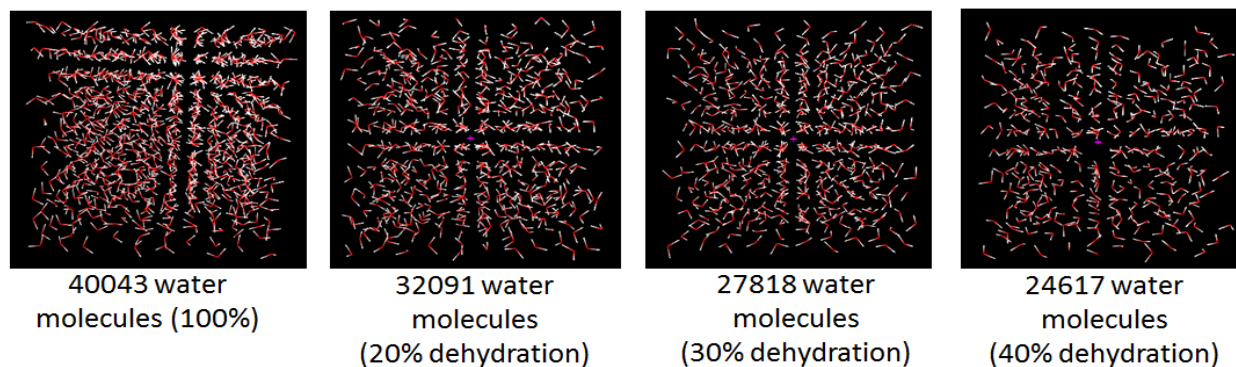 40043 water
molecules (100%)
32091 water
molecules
(20% dehydration)
27818 water
molecules
(30% dehydration)
24617 water
molecules
(40% dehydration)